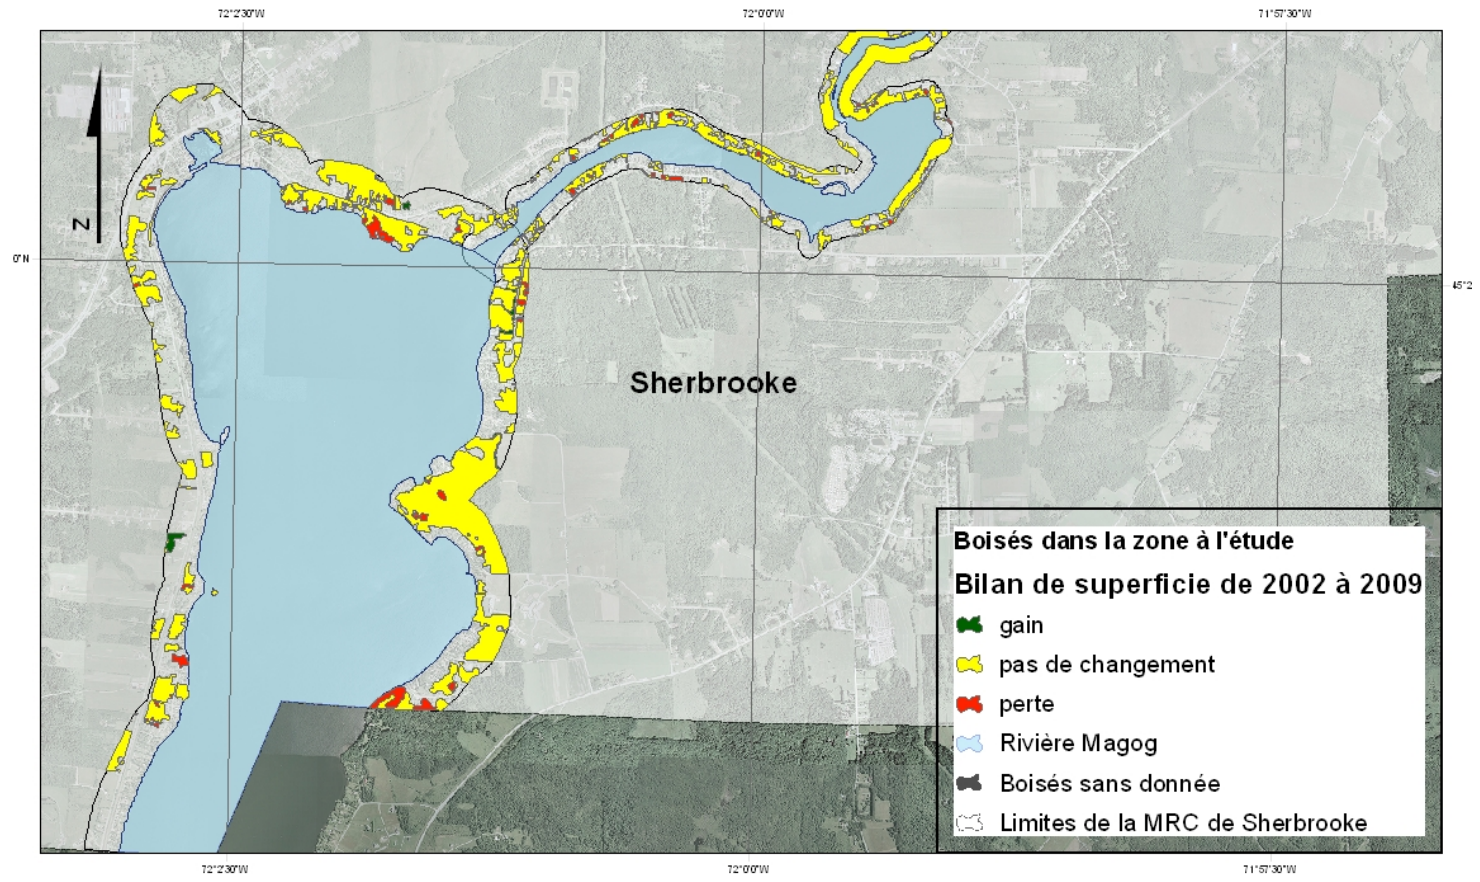 72°2'30"W
72°0'0"W
71°57'30"W
N
0"N
45°2
Sherbrooke
Boisés dans la zone à l'étude
Bilan de superficie de 2002 à 2009
gain
pas de changement
perte
Rivière Magog
Boisés sans donnée
Limites de la MRC de Sherbrooke
72°2'30"W
72°0'0"W
71°57'30"W